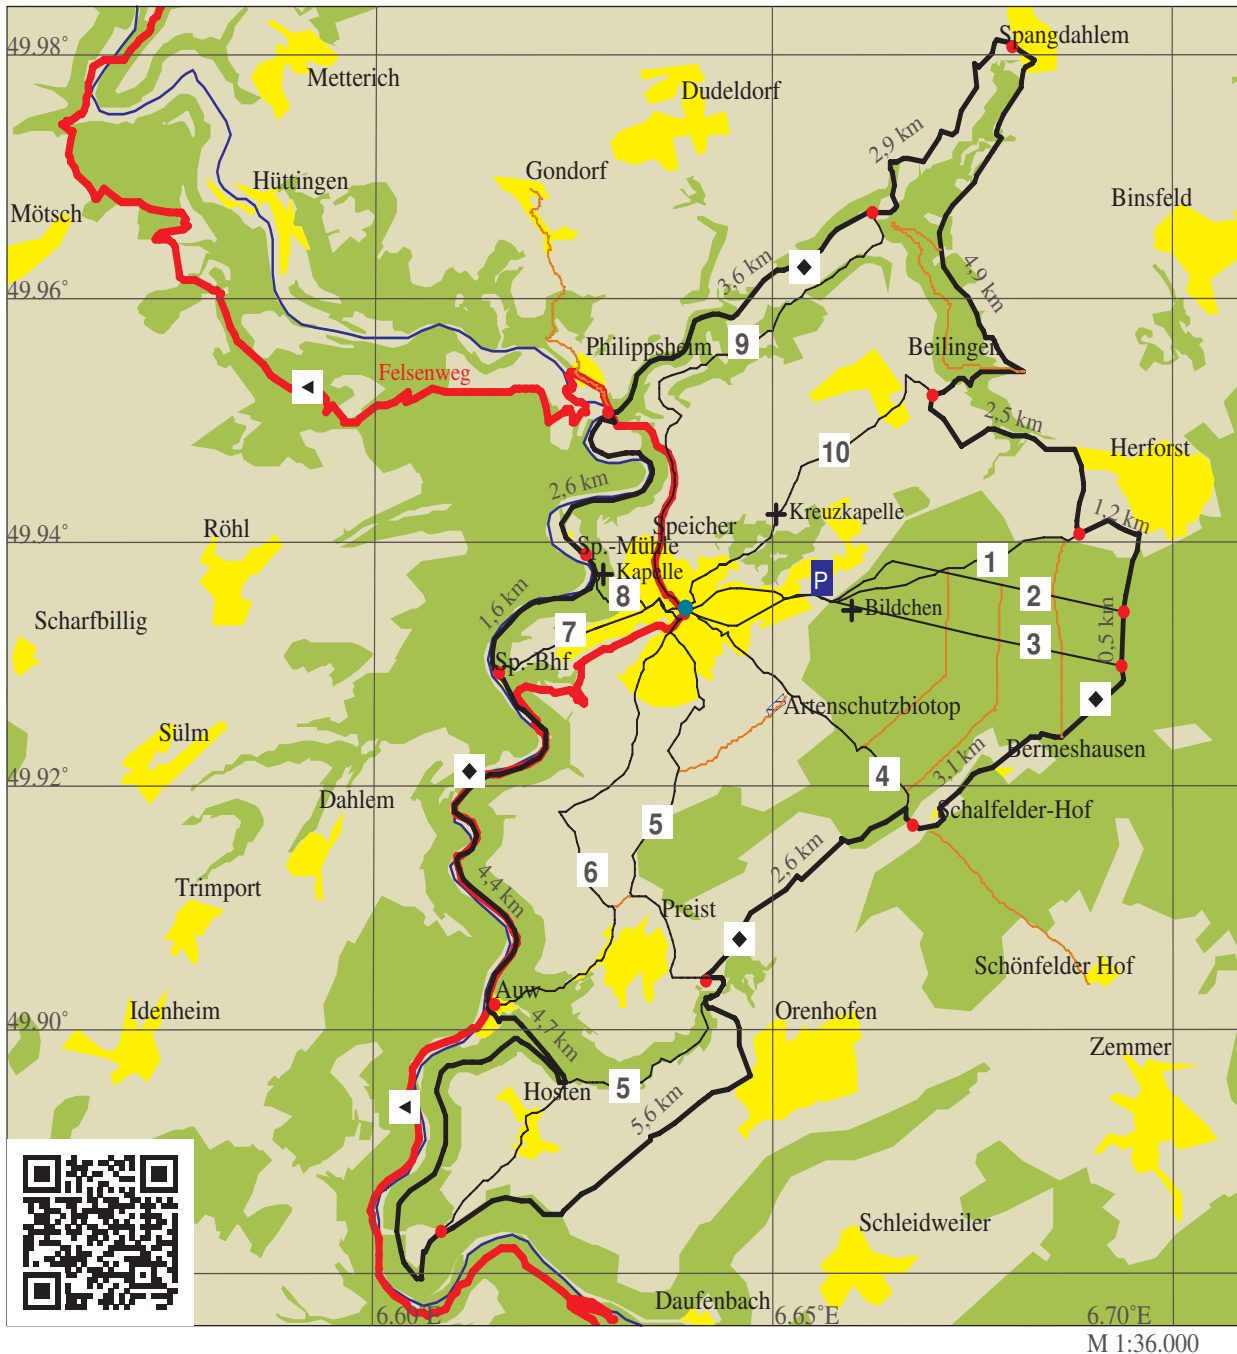 Spangdahlem
49.98°
Metterich
Dudeldorf
2,9 km
Gondorf
Hüttingen
Binsfeld
Mötsch
3,6 km
4,9 km
49.96°
9
Philippsheim
Beilingen
Felsenweg
2,5 km
10
Herforst
2,6 km
Kreuzkapelle
1,2 km
Röhl
Speicher
49.94°
Sp.-Mühle
1
Kapelle
P
8
2
1,6 km
Bildchen
Scharfbillig
7
3
0,5 km
Sp.-Bhf
Artenschutzbiotop
Sülm
Bermeshausen
3,1 km
49.92°
4
Dahlem
Schalfelder-Hof
5
2,6 km
6
4,4 km
Trimport
Preist
Schönfelder Hof
Auw
Idenheim
Orenhofen
49.90°
4,7 km
Zemmer
Hosten
5
5,6 km
Schleidweiler
Daufenbach
6.60°E
6.65°E
6.70°E
M 1:36.000